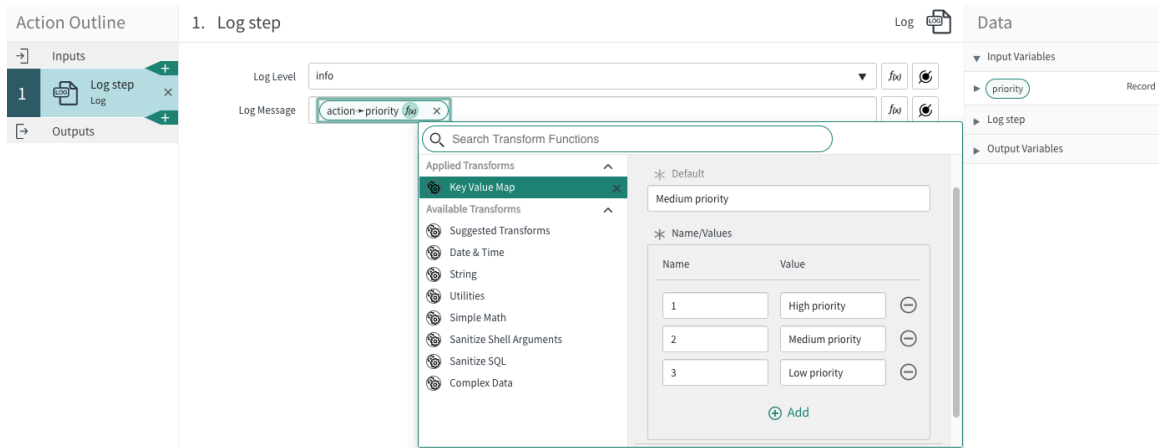 Action Outline
Inputs
1
LOG
Log step
Log
Outputs
1. Log step
Log
LOG
Log Level
info
f(x)
Log Message
action➛priority f(x) ×
f(x)
Search Transform Functions
Applied Transforms
Key Value Map
Available Transforms
Suggested Transforms
Date & Time
String
Utilities
Simple Math
Sanitize Shell Arguments
Sanitize SQL
Complex Data
Default
Medium priority
Name/Values
Name Value
1 High priority
2 Medium priority
3 Low priority
Add
Data
Input Variables
priority Record
Log step
Output Variables